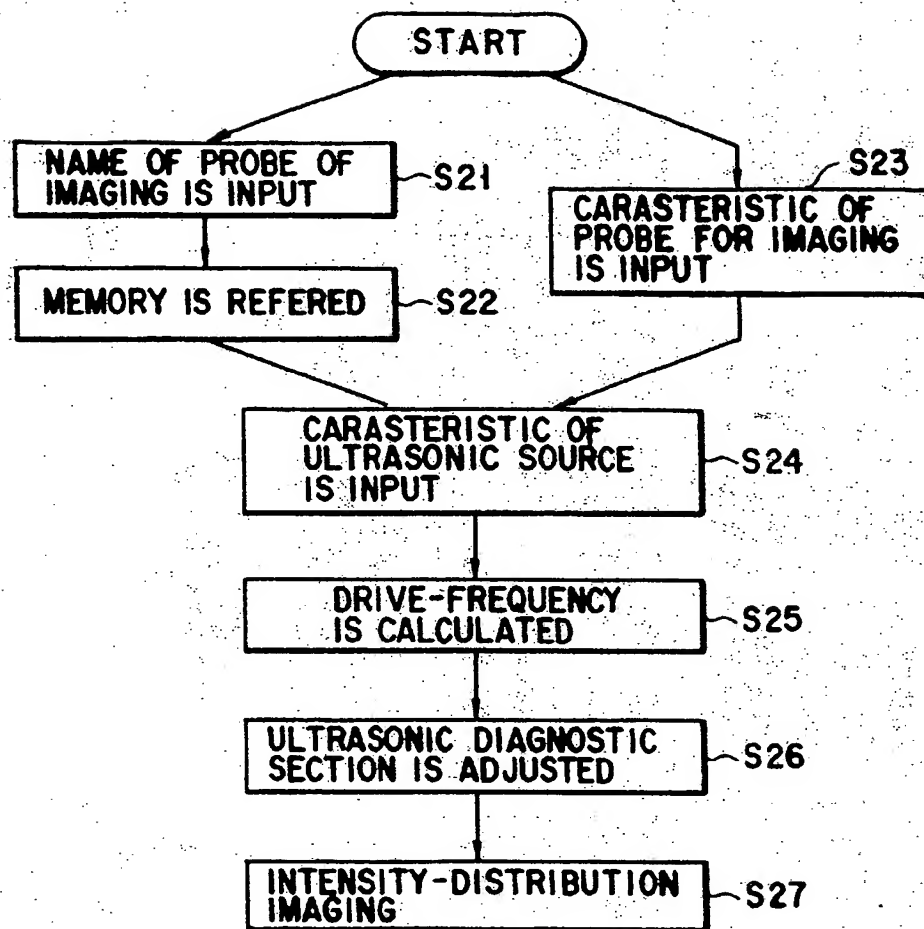 START
NAME OF PROBE OF
IMAGING IS INPUT
S21
MEMORY IS REFERED
S22
S23
CARASTERISTIC OF
PROBE FOR IMAGING
IS INPUT
CARASTERISTIC OF
ULTRASONIC SOURCE
IS INPUT
S24
DRIVE-FREQUENCY
IS CALCULATED
S25
ULTRASONIC DIAGNOSTIC
SECTION IS ADJUSTED
S26
INTENSITY-DISTRIBUTION
IMAGING
S27